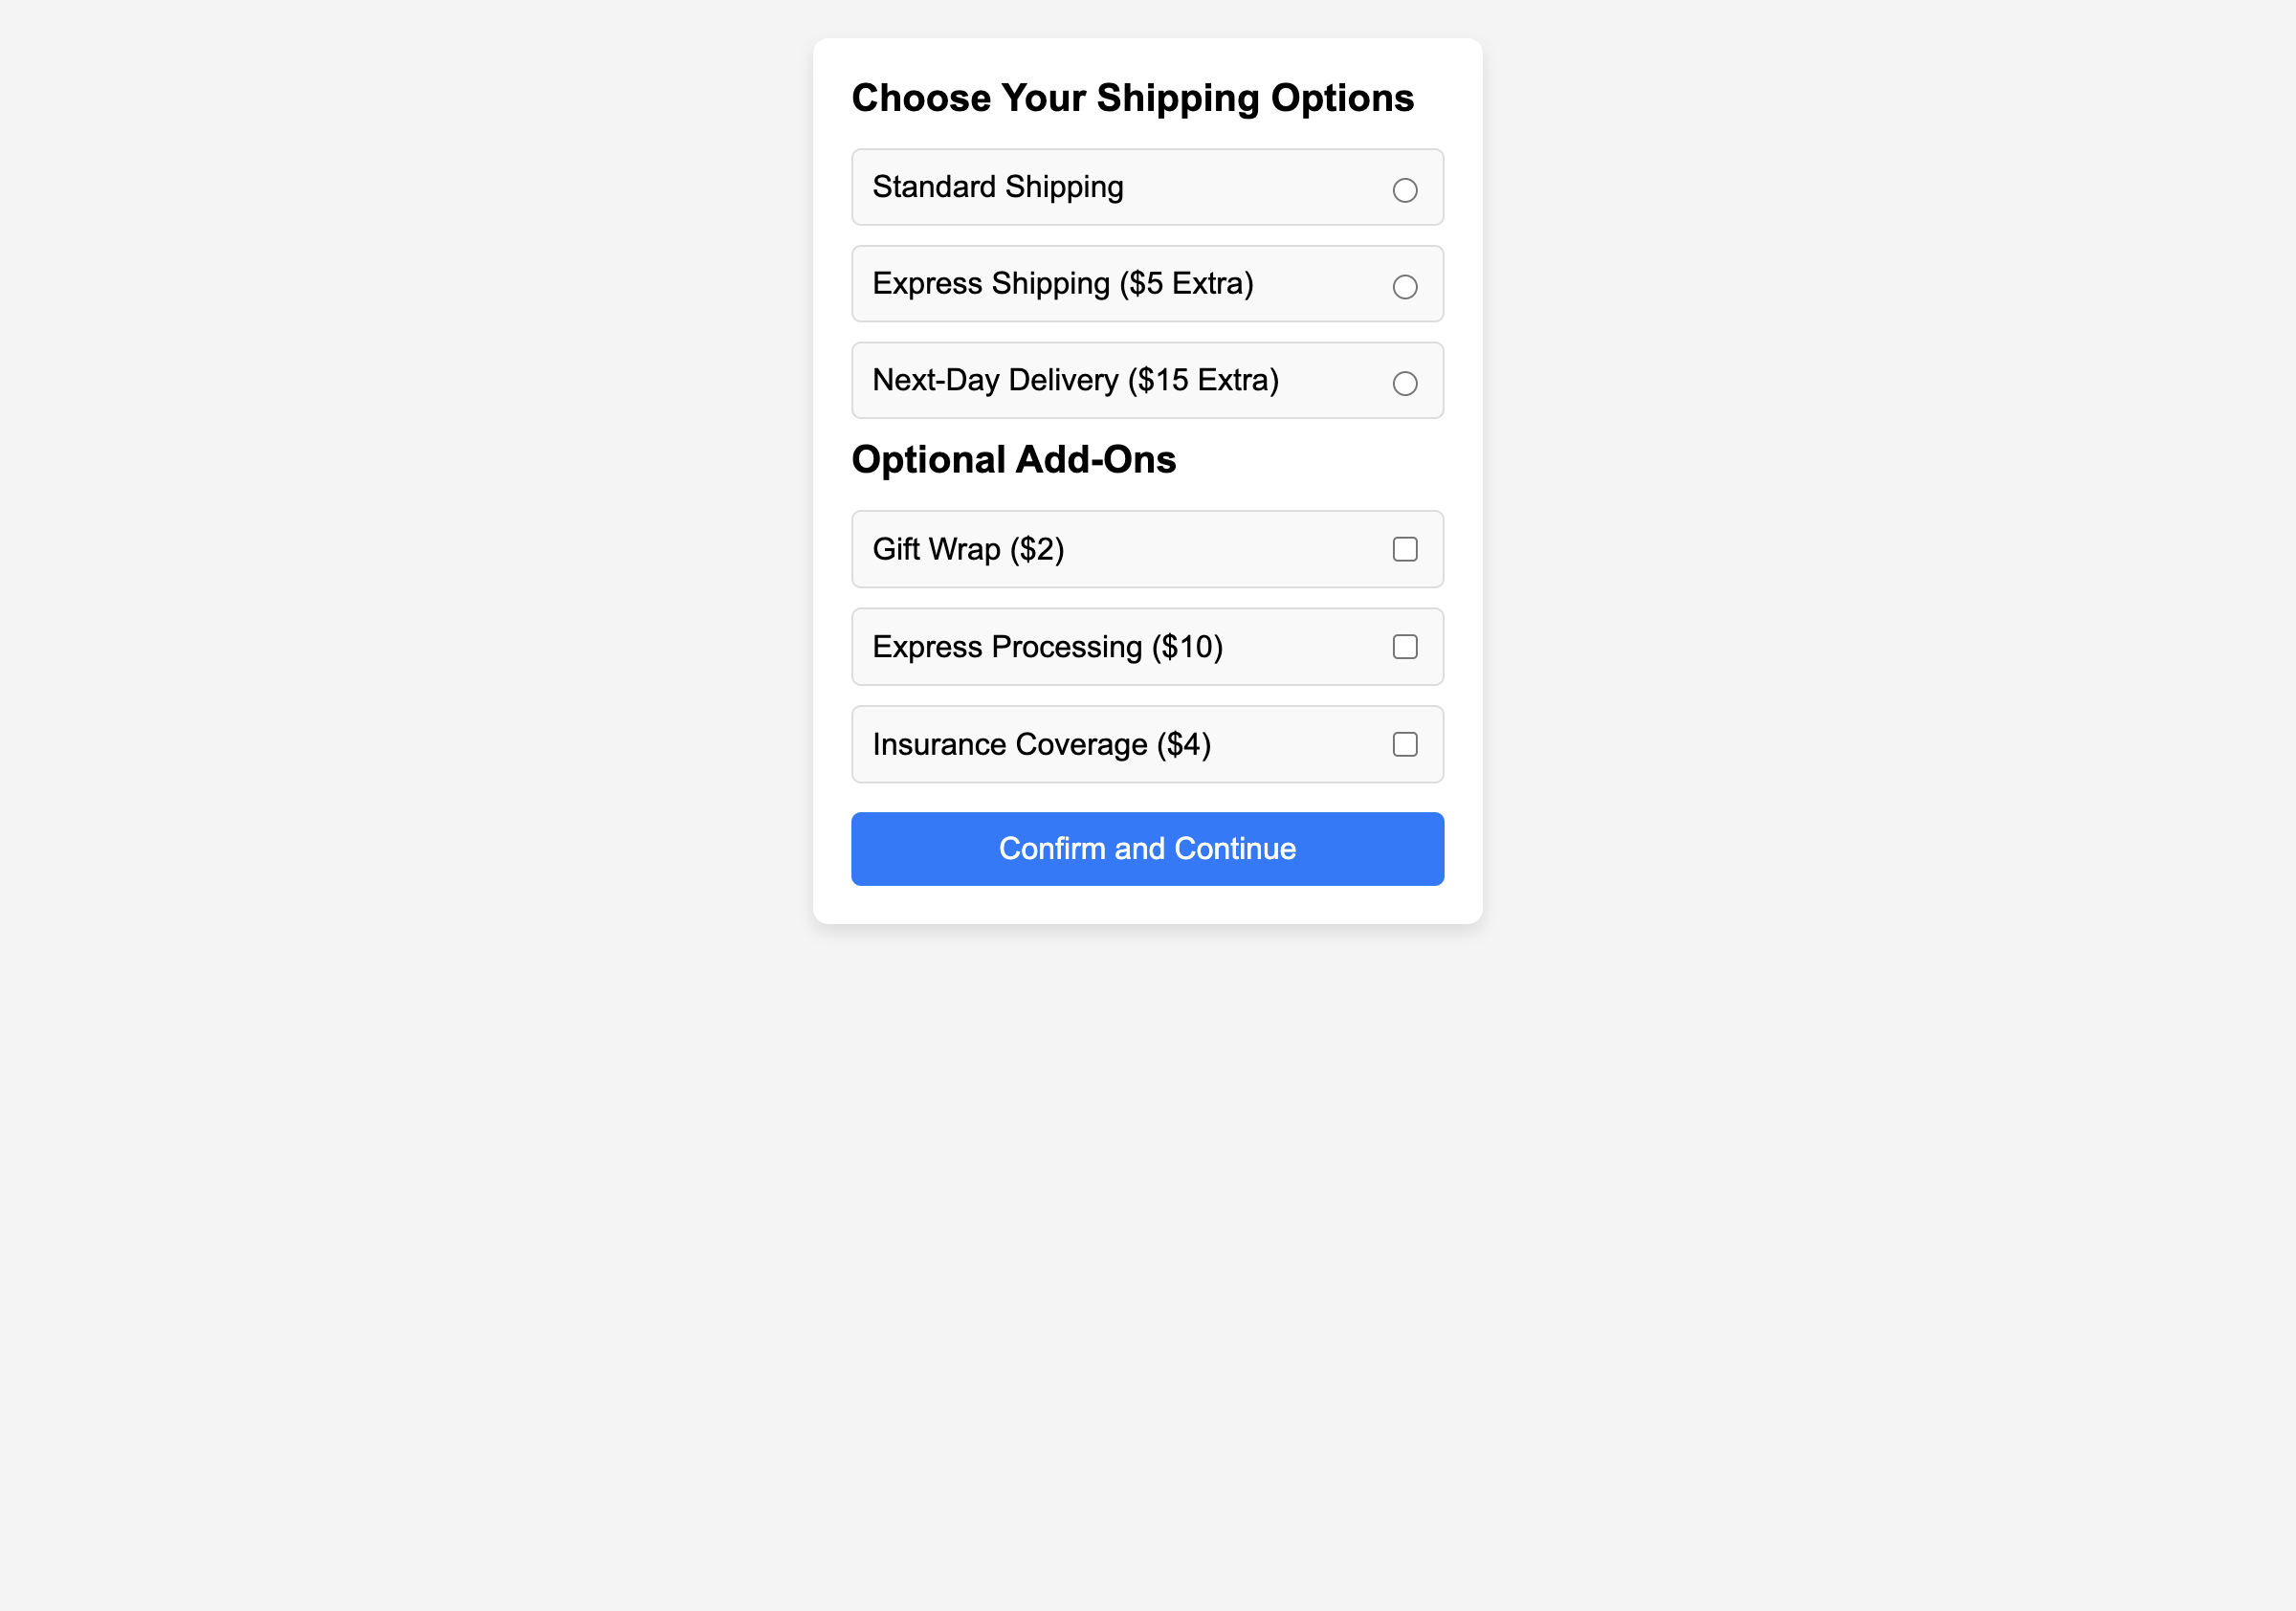 Choose Your Shipping Options
Standard Shipping
Express Shipping ($5 Extra)
Next-Day Delivery ($15 Extra)
Optional Add-Ons
Gift Wrap ($2)
Express Processing ($10)
Insurance Coverage ($4)
Confirm and Continue